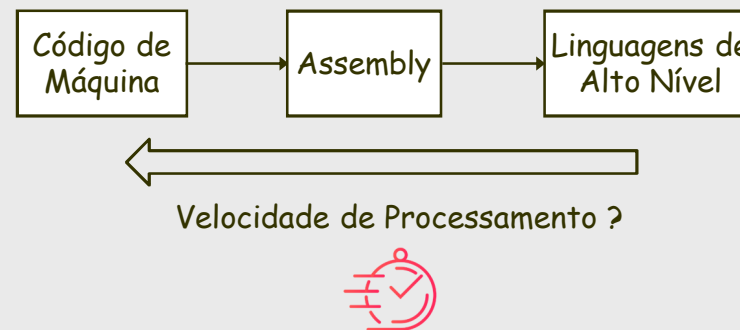 Código de
Máquina
Assembly
Linguagens de
Alto Nível
Velocidade de Processamento ?